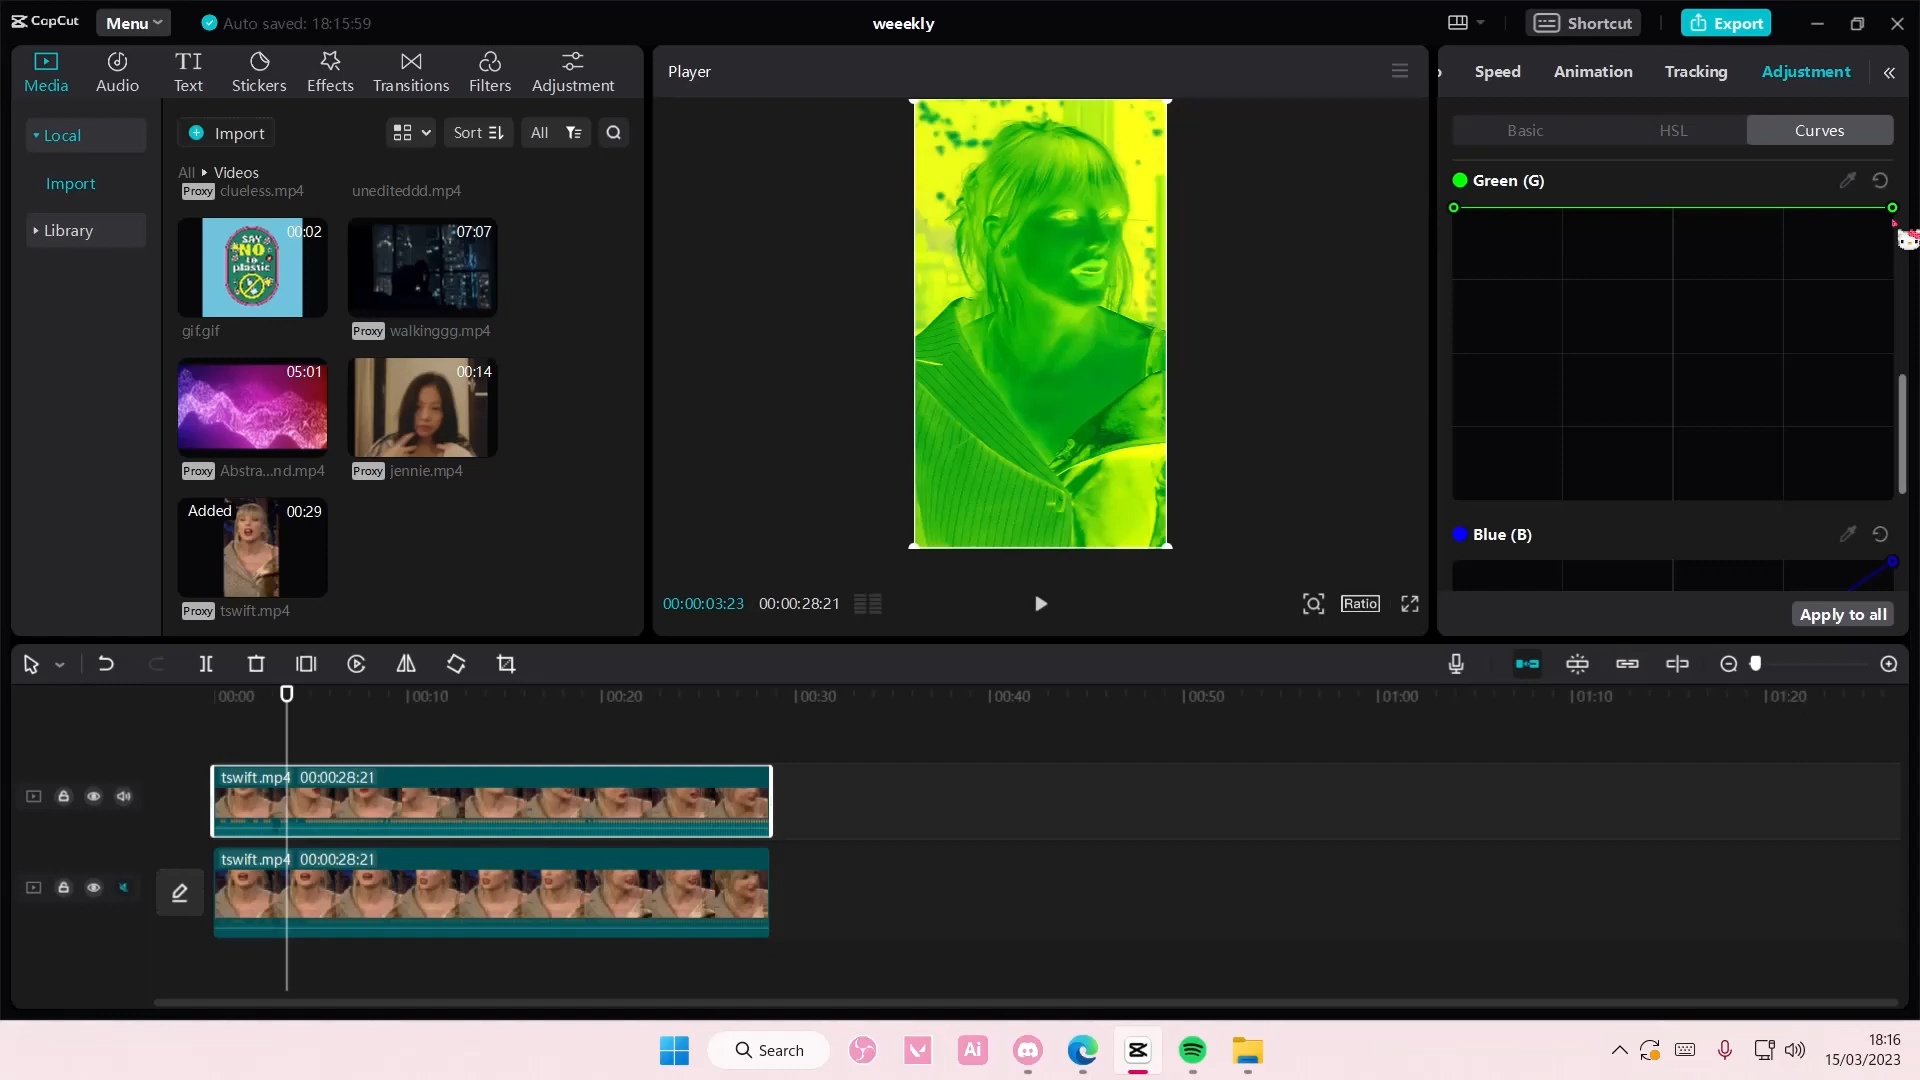 CapCut
Menu
Auto saved: 18:15:59
weeekly
Shortcut
Export
Media
Audio
TI
Text
Stickers
Effects
Transitions
Filters
Adjustment
Local
Import
Library
Import
Sort
All
All
Videos
Proxy clueless.mp4
unediteddd.mp4
00:02
SAY
NO
to
plastic
07:07
gif.gif
Proxy walkinggg.mp4
05:01
00:14
Proxy Abstra...nd.mp4
Proxy jennie.mp4
Added
00:29
Proxy tswift.mp4
Player
00:00:03:23
00:00:28:21
Ratio
Speed
Animation
Tracking
Adjustment
Basic
HSL
Curves
Green (G)
Blue (B)
Apply to all
00:00
00:10
00:20
00:30
00:40
00:50
01:00
01:10
01:20
tswift.mp4 00:00:28:21
tswift.mp4 00:00:28:21
Search
Ai
18:16
15/03/2023